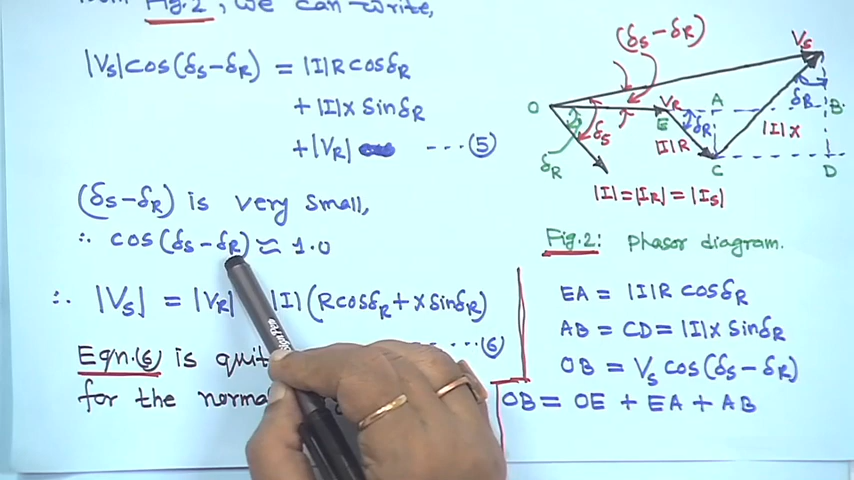 Fig.2, we can write,
|Vs|cos(δs-δR) = |I|R cosδR
+ |I|x SinδR
+ |VR| ---- (5)
(δs-δR) is very small,
∴ cos(δs-δR) ≈ 1.0
∴ |Vs| = |VR| |I|(R cosδR + x sinδR)
(6)
Eqn.(6) is
for the
(δs-δR)
Vs
O
VR
A
B
E
δs
δR
δR
δR
|I|R
|I|x
C
D
|I| = |IR| = |Is|
Fig.2: Phasor diagram.
EA = |I|R cosδR
AB = CD = |I|x SinδR
OB = Vs cos(δs-δR)
OB = OE + EA + AB